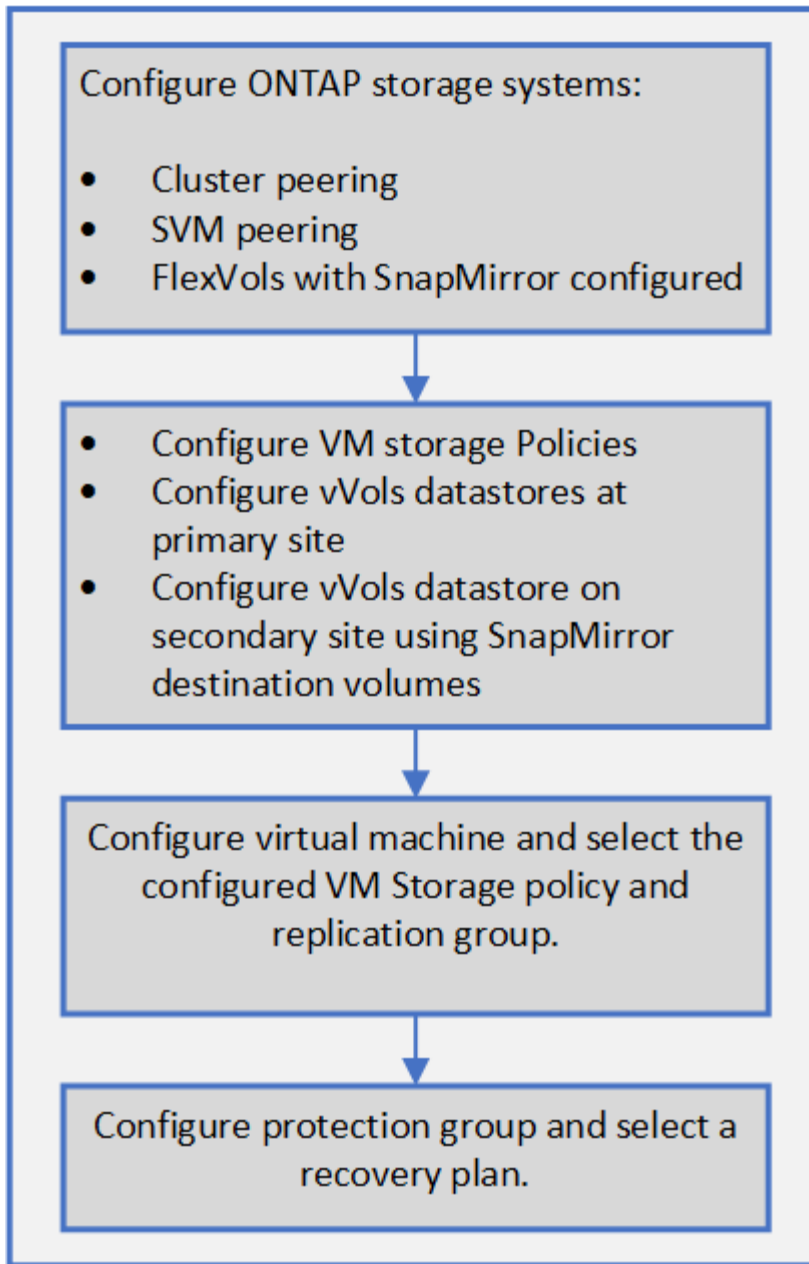 Configure ONTAP storage systems:
• Cluster peering
• SVM peering
• FlexVols with SnapMirror configured
• Configure VM storage Policies
• Configure vVols datastores at
primary site
• Configure vVols datastore on
secondary site using SnapMirror
destination volumes
Configure virtual machine and select the
configured VM Storage policy and
replication group.
Configure protection group and select a
recovery plan.